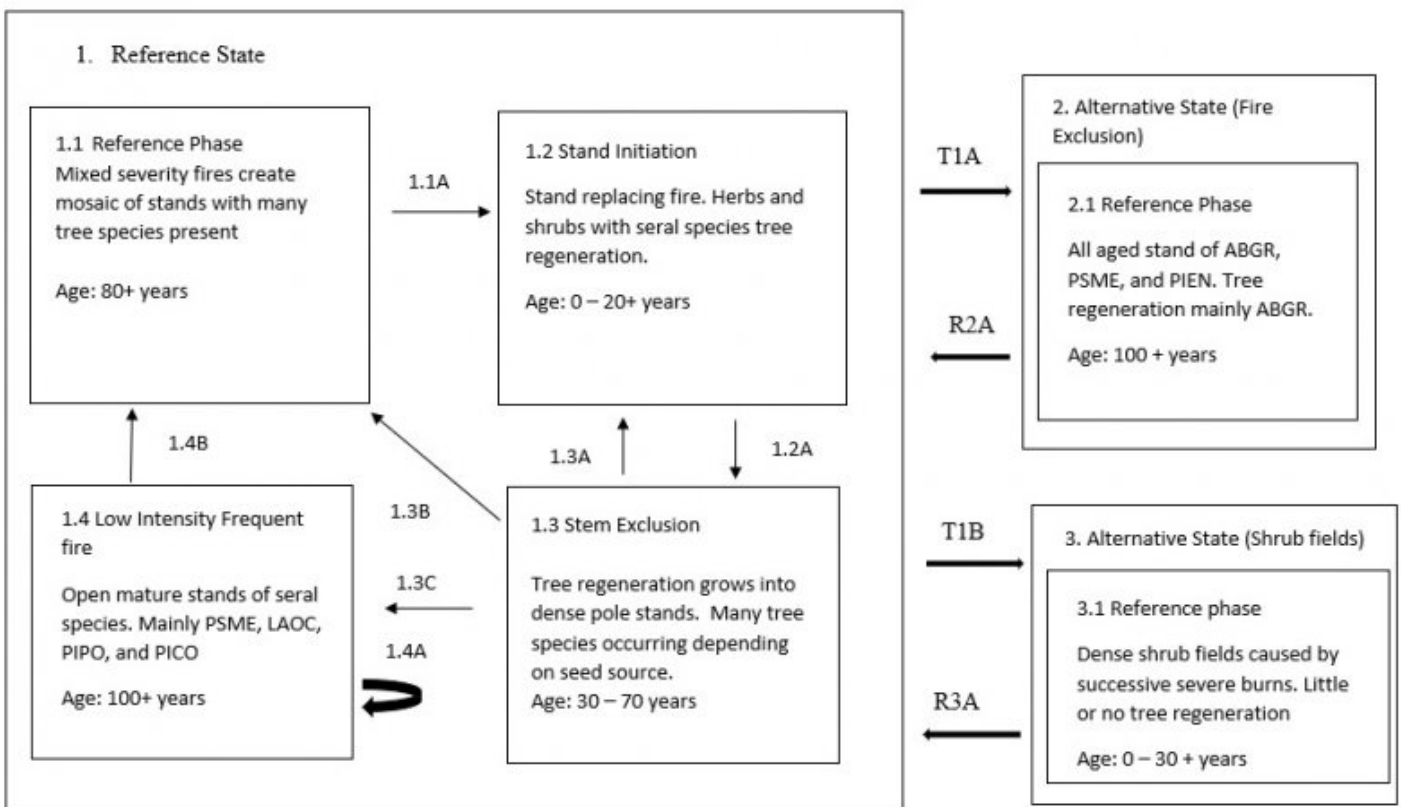 1. Reference State
1.1 Reference Phase
Mixed severity fires create
mosaic of stands with many
tree species present
Age: 80+ years
1.1A
1.2 Stand Initiation
Stand replacing fire. Herbs and
shrubs with seral species tree
regeneration.
Age: 0 – 20+ years
1.4B
1.3A
1.2A
1.4 Low Intensity Frequent
fire
Open mature stands of seral
species. Mainly PSME, LAOC,
PIPO, and PICO
Age: 100+ years
1.3B
1.3C
1.4A
1.3 Stem Exclusion
Tree regeneration grows into
dense pole stands. Many tree
species occurring depending
on seed source.
Age: 30 – 70 years
T1A
R2A
2. Alternative State (Fire
Exclusion)
2.1 Reference Phase
All aged stand of ABGR,
PSME, and PIEN. Tree
regeneration mainly ABGR.
Age: 100 + years
T1B
R3A
3. Alternative State (Shrub fields)
3.1 Reference phase
Dense shrub fields caused by
successive severe burns. Little
or no tree regeneration
Age: 0 – 30 + years